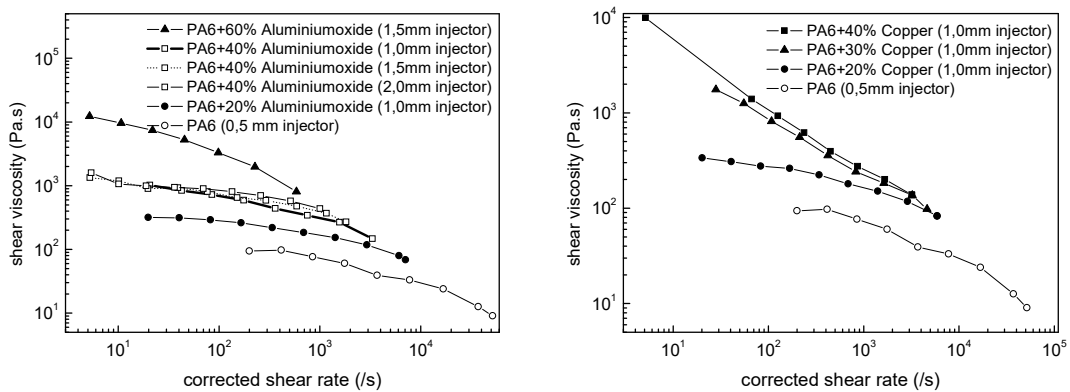 PA6+60% Aluminiumoxide (1,5mm injector)
PA6+40% Aluminiumoxide (1,0mm injector)
PA6+40% Aluminiumoxide (1,5mm injector)
PA6+40% Aluminiumoxide (2,0mm injector)
PA6+20% Aluminiumoxide (1,0mm injector)
PA6 (0,5 mm injector)
10^5
10^4
10^3
10^2
10^1
shear viscosity (Pa.s)
10^1 10^2 10^3 10^4
corrected shear rate (/s)
PA6+40% Copper (1,0mm injector)
PA6+30% Copper (1,0mm injector)
PA6+20% Copper (1,0mm injector)
PA6 (0,5mm injector)
10^4
10^3
10^2
10^1
shear viscosity (Pa.s)
10^1 10^2 10^3 10^4 10^5
corrected shear rate (/s)